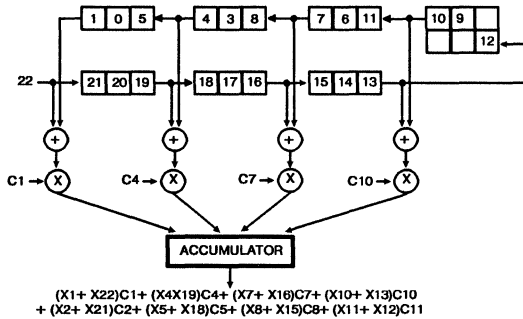 1 0 5 4 3 8 7 6 11 10 9
12
22 21 20 19 18 17 16 15 14 13
+ + + +
C1 X C4 X C7 X C10 X
ACCUMULATOR
(X1+ X22)C1+ (X4X19)C4+ (X7+ X16)C7+ (X10+ X13)C10
+ (X2+ X21)C2+ (X5+ X18)C5+ (X8+ X15)C8+ (X11+ X12)C11